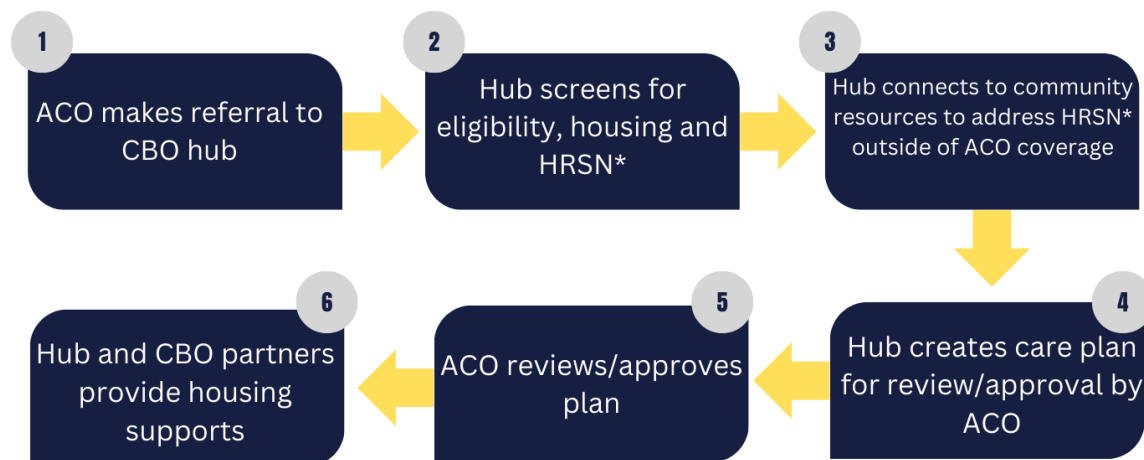 1
ACO makes referral to
CBO hub
2
Hub screens for
eligibility, housing and
HRSN*
3
Hub connects to community
resources to address HRSN*
outside of ACO coverage
4
Hub creates care plan
for review/approval by
ACO
5
ACO reviews/approves
plan
6
Hub and CBO partners
provide housing
supports